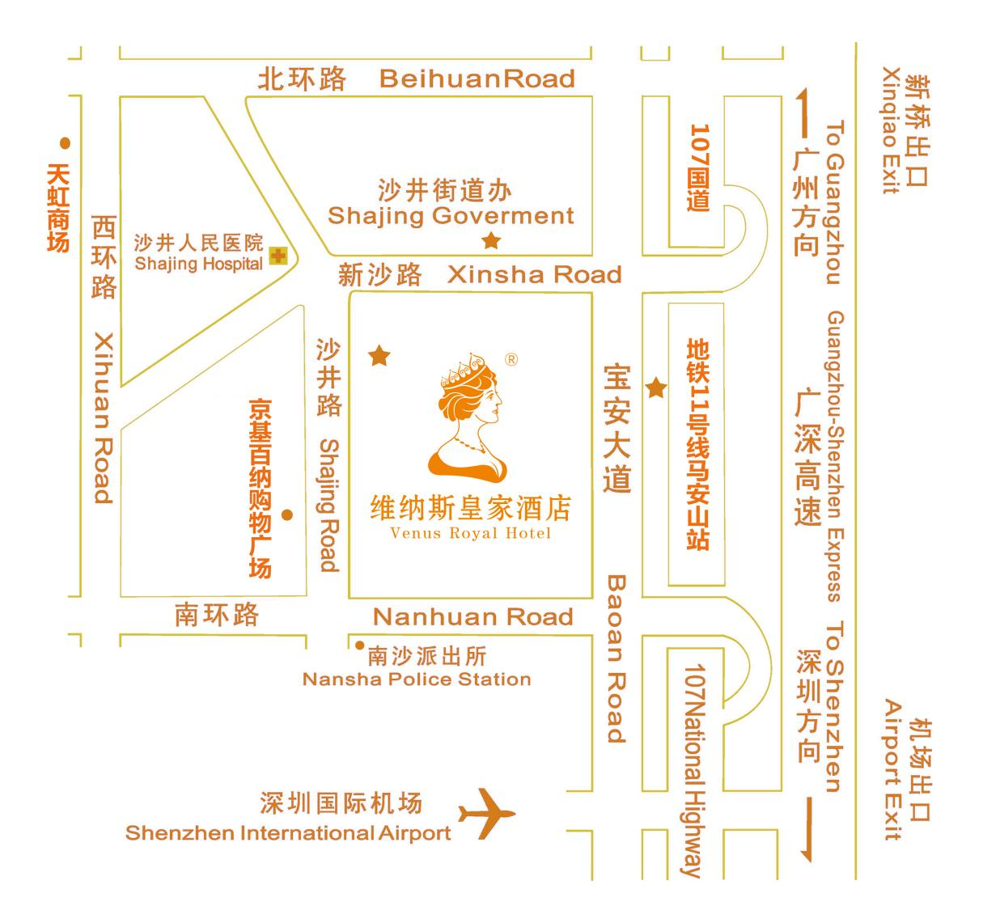 北环路 BeihuanRoad
新桥出口
Xinqiao Exit
To Guangzhou
广州方向
107国道
天虹商场
西环路 Xihuan Road
沙井人民医院
Shajing Hospital
沙井街道办
Shajing Goverment
新沙路 Xinsha Road
沙井路 Shajing Road
®
维纳斯皇家酒店
Venus Royal Hotel
京基百纳购物广场
宝安大道 Baoan Road
地铁11号线马安山站
Guangzhou-Shenzhen Express
广深高速
南环路 Nanhuan Road
南沙派出所
Nansha Police Station
107National Highway
To Shenzhen
深圳方向
机场出口
Airport Exit
深圳国际机场
Shenzhen International Airport